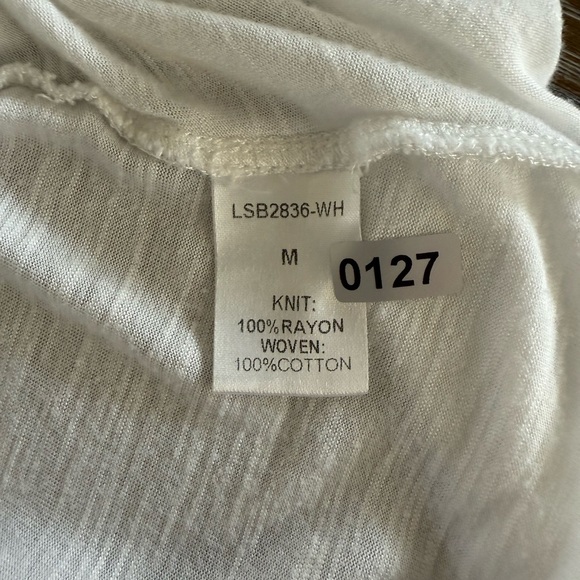 LSB2836-WH
M
0127
KNIT:
100%RAYON
WOVEN:
100%COTTON